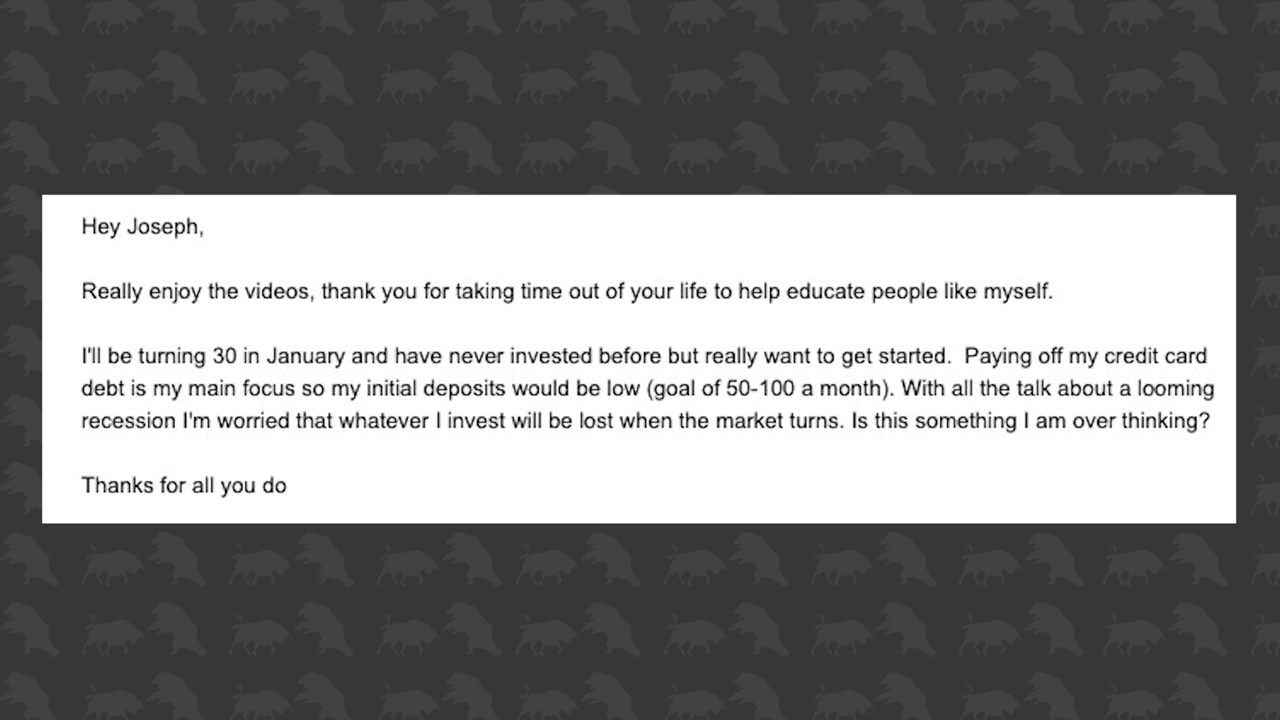 Hey Joseph,
Really enjoy the videos, thank you for taking time out of your life to help educate people like myself.
I'll be turning 30 in January and have never invested before but really want to get started.  Paying off my credit card
debt is my main focus so my initial deposits would be low (goal of 50-100 a month). With all the talk about a looming
recession I'm worried that whatever I invest will be lost when the market turns. Is this something I am over thinking?
Thanks for all you do